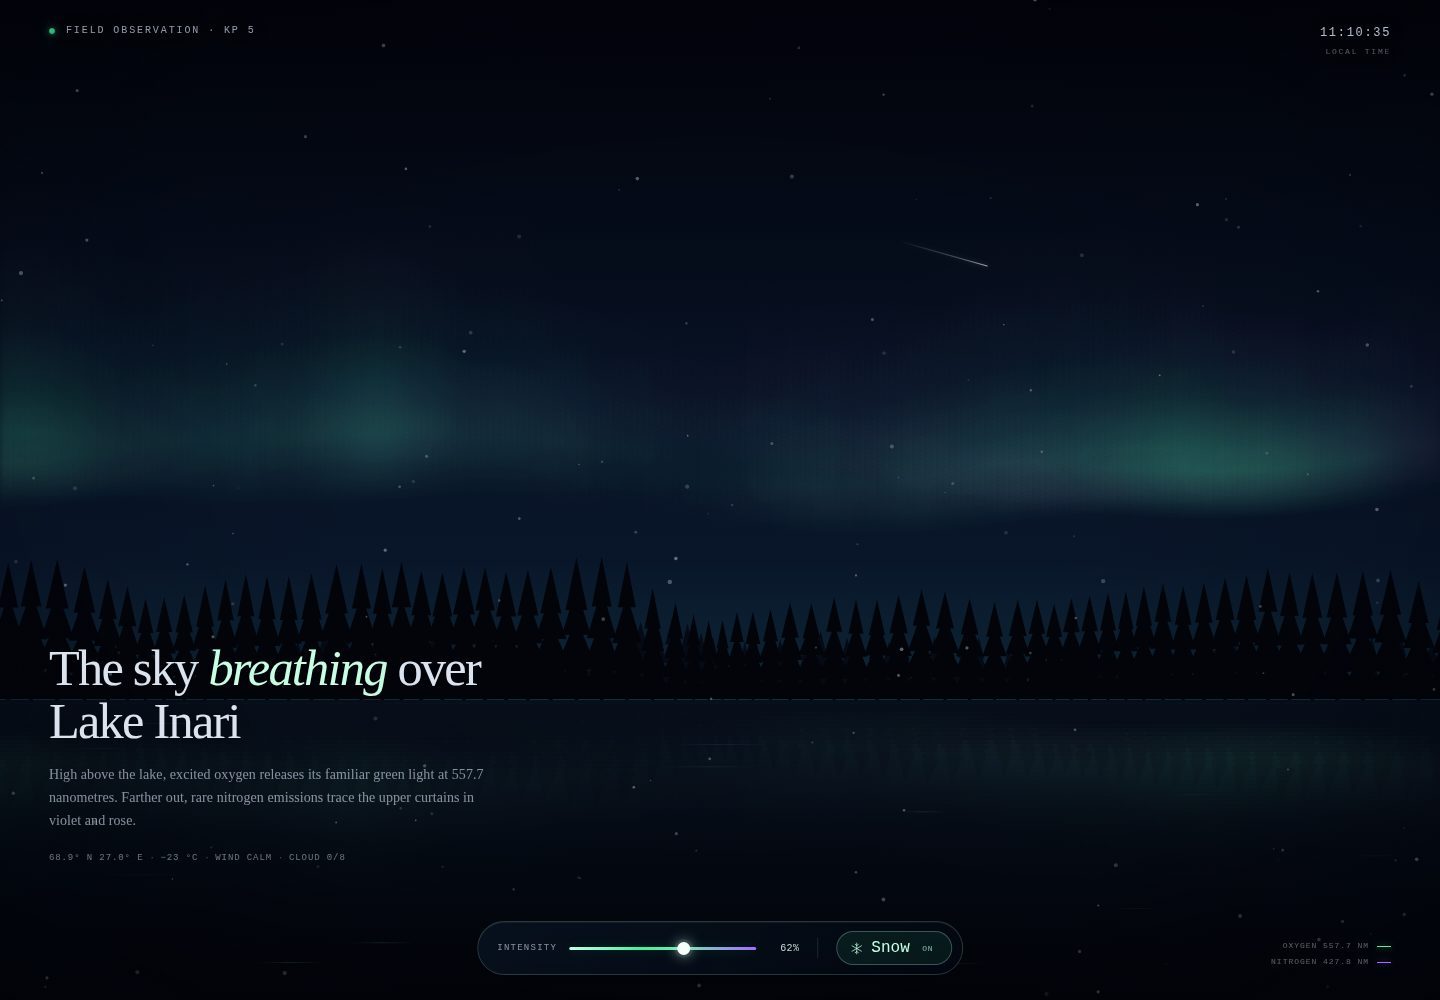 FIELD OBSERVATION · KP 5
11:10:35
LOCAL TIME
The sky breathing over
Lake Inari
High above the lake, excited oxygen releases its familiar green light at 557.7
nanometres. Farther out, rare nitrogen emissions trace the upper curtains in
violet and rose.
68.9° N 27.0° E · −23 °C · WIND CALM · CLOUD 0/8
INTENSITY 62% Snow ON
OXYGEN 557.7 NM
NITROGEN 427.8 NM